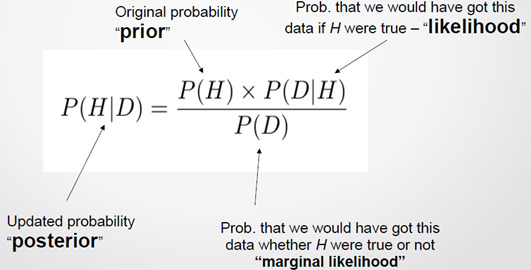 Original probability
“prior”
Prob. that we would have got this
data if H were true – “likelihood”
P(H|D) = P(H) × P(D|H) / P(D)
Updated probability
“posterior”
Prob. that we would have got this
data whether H were true or not
“marginal likelihood”